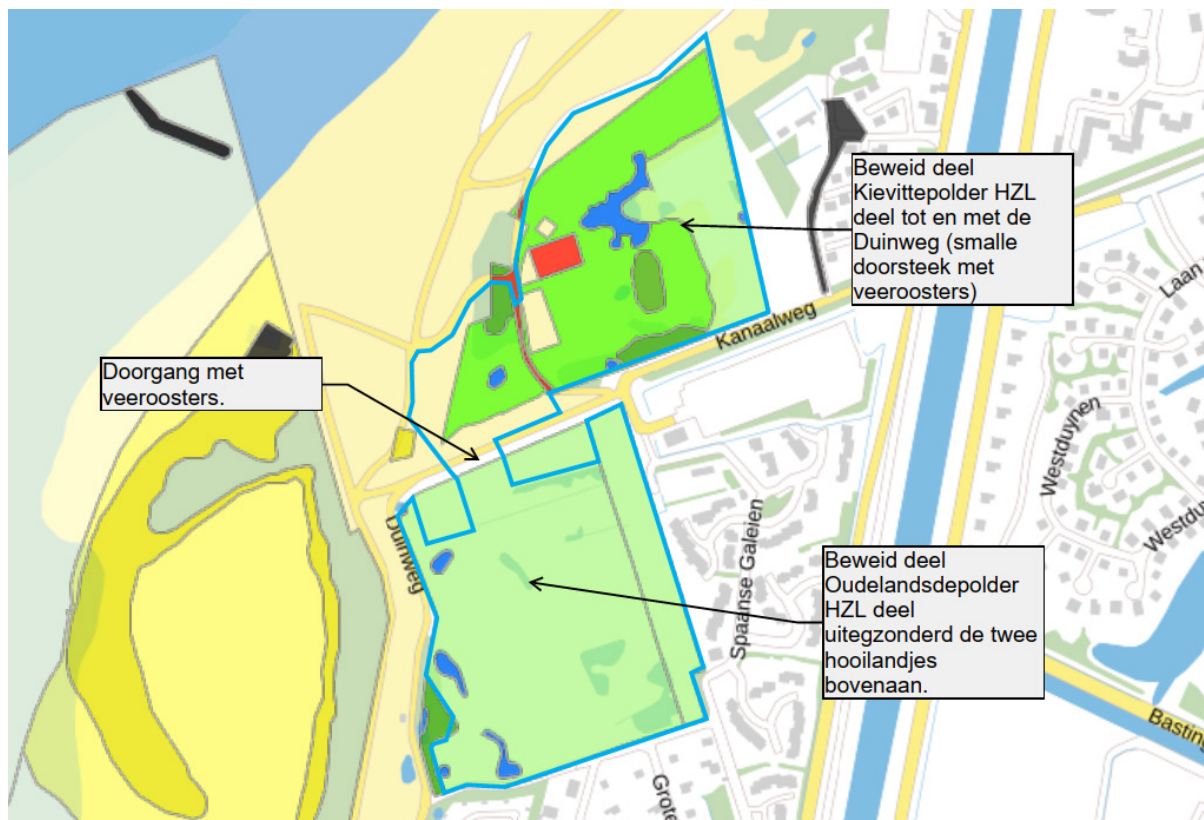 Beweid deel
Kievittepolder HZL
deel tot en met de
Duinweg (smalle
doorsteek met
veeroosters)
Laan v
Kanaalweg
Doorgang met
veeroosters.
Westduynen
Westduyn
Duinweg
Spaanse Galeien
Beweid deel
Oudelandsdepolder
HZL deel
uitegzonderd de twee
hooilandjes
bovenaan.
Basting
Grote